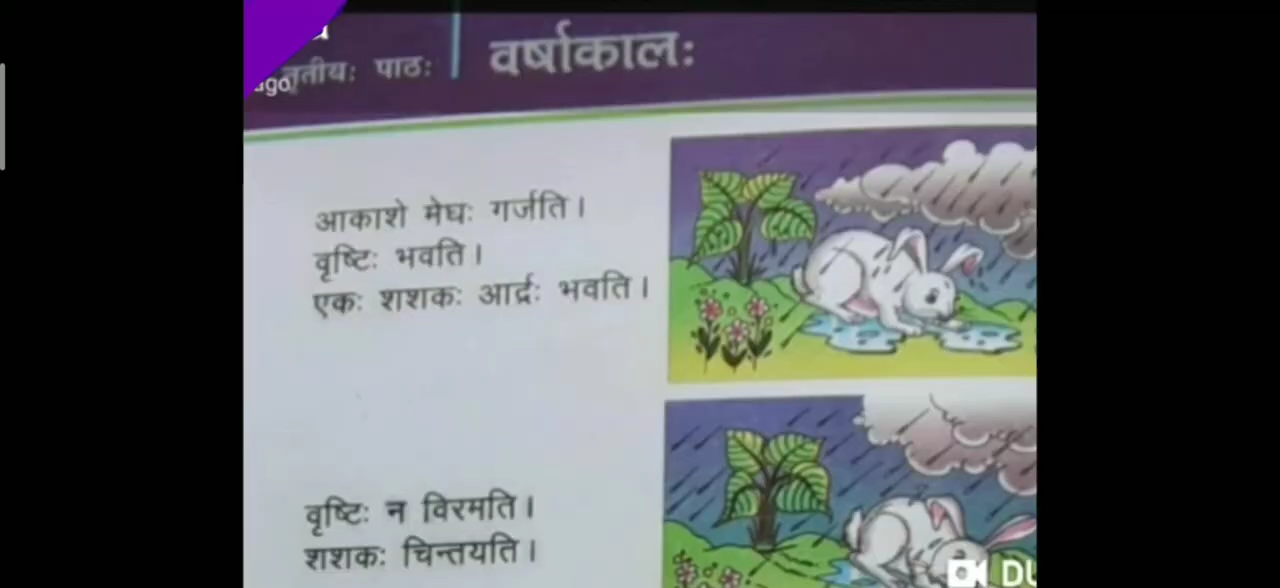 तृतीयः पाठः
वर्षाकालः
आकाशे मेघः गर्जति।
वृष्टिः भवति।
एकः शशकः आर्द्रः भवति।
वृष्टिः न विरमति।
शशकः चिन्तयति।